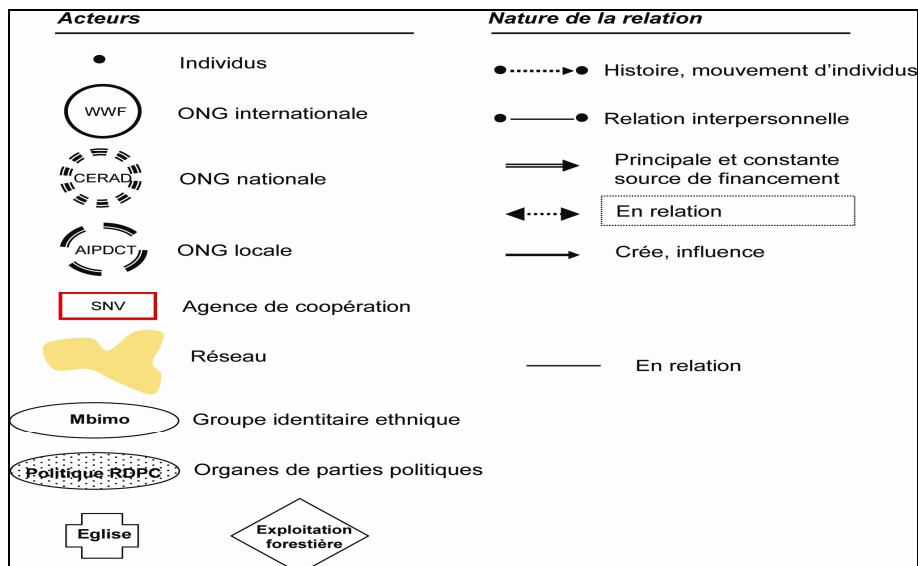 Acteurs
Individus
WWF
ONG internationale
CERAD
ONG nationale
AIPDCT
ONG locale
SNV
Agence de coopération
Réseau
Mbimo
Groupe identitaire ethnique
Politique RDPC
Organes de parties politiques
Eglise
Exploitation
forestière
Nature de la relation
Histoire, mouvement d'individus
Relation interpersonnelle
Principale et constante
source de financement
En relation
Crée, influence
En relation